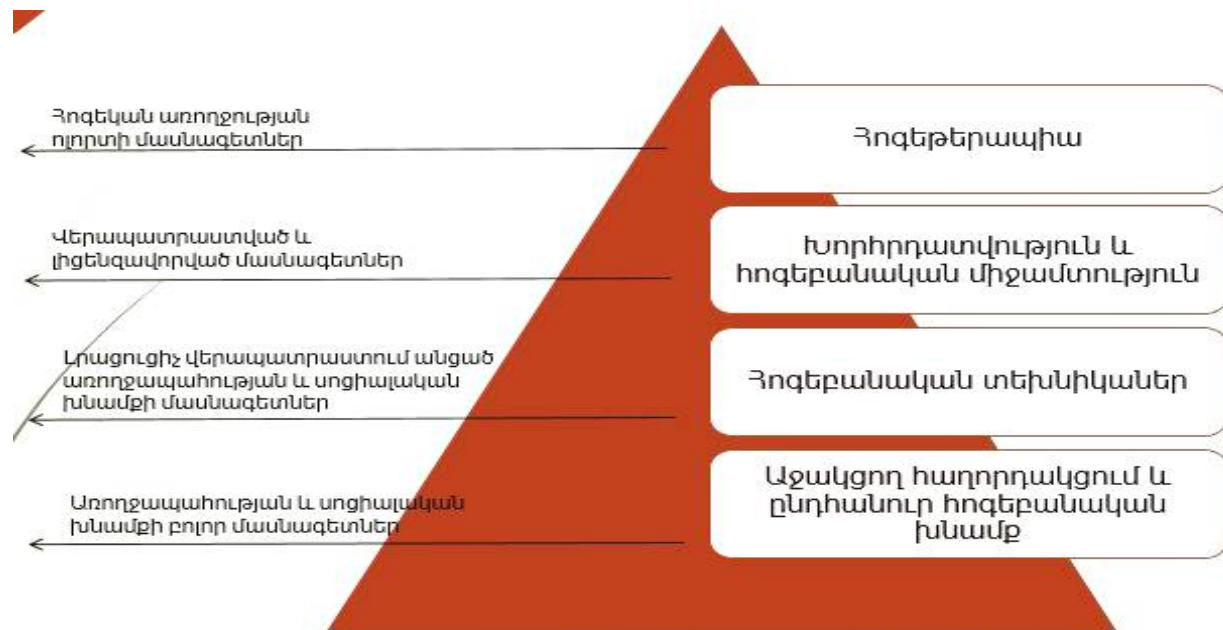 Հոգեկան առողջության
ոլորտի մասնագետներ
Հոգեթերապիա
Վերապատրաստված և
լիցենզավորված մասնագետներ
Խորհրդատվություն և
հոգեբանական միջամտություն
Լրացուցիչ վերապատրաստում անցած
առողջապահության և սոցիալական
խնամքի մասնագետներ
Հոգեբանական տեխնիկաներ
Առողջապահության և սոցիալական
խնամքի բոլոր մասնագետներ
Աջակցող հաղորդակցում և
ընդհանուր հոգեբանական
խնամք